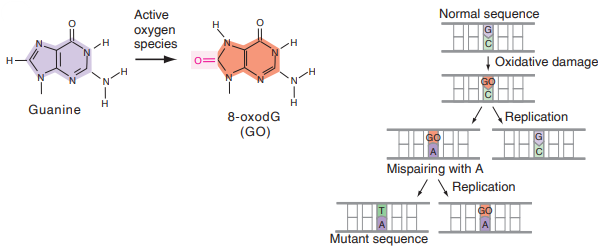 O
N
N
H
H
N
N
N
H
H
Guanine
Active
oxygen
species
H
O
N
N
H
O
N
N
N
H
H
8-oxodG
(GO)
Normal sequence
G
C
Oxidative damage
GO
C
Replication
GO
A
G
C
Mispairing with A
Replication
T
A
GO
A
Mutant sequence